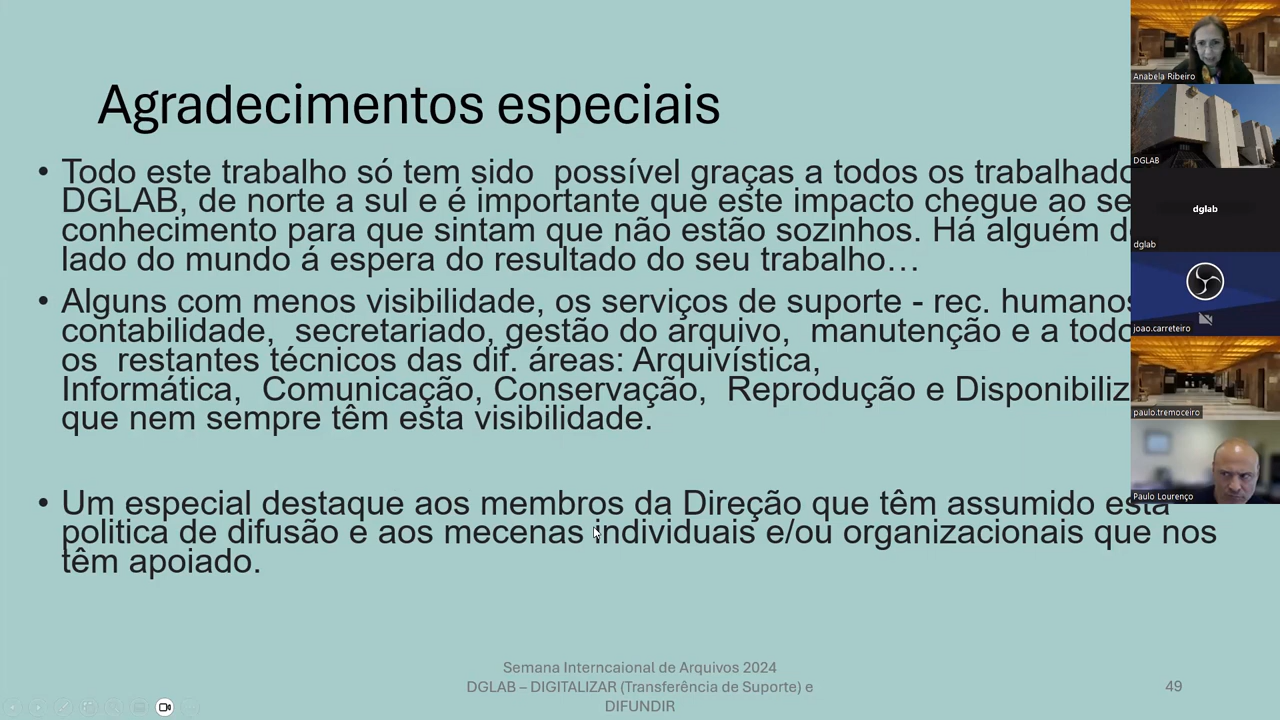 Agradecimentos especiais
• Todo este trabalho só tem sido possível graças a todos os
DGLAB, de norte a sul e é importante que este impacto chegue ao
conhecimento para que sintam que não estão sozinhos. Há alguém
lado do mundo á espera do resultado do seu trabalho…
• Alguns com menos visibilidade, os serviços de suporte - rec.
contabilidade, secretariado, gestão do arquivo, manutenção e a
os restantes técnicos das dif. áreas: Arquivística,
Informática, Comunicação, Conservação, Reprodução e
que nem sempre têm esta visibilidade.
• Um especial destaque aos membros da Direção que têm assumido esta
politica de difusão e aos mecenas individuais e/ou organizacionais que nos
têm apoiado.
Semana Interncaional de Arquivos 2024
DGLAB – DIGITALIZAR (Transferência de Suporte) e
DIFUNDIR
49
Anabela Ribeiro
DGLAB
dglab
dglab
joao.carreteiro
paulo.tremoceiro
Paulo Lourenço